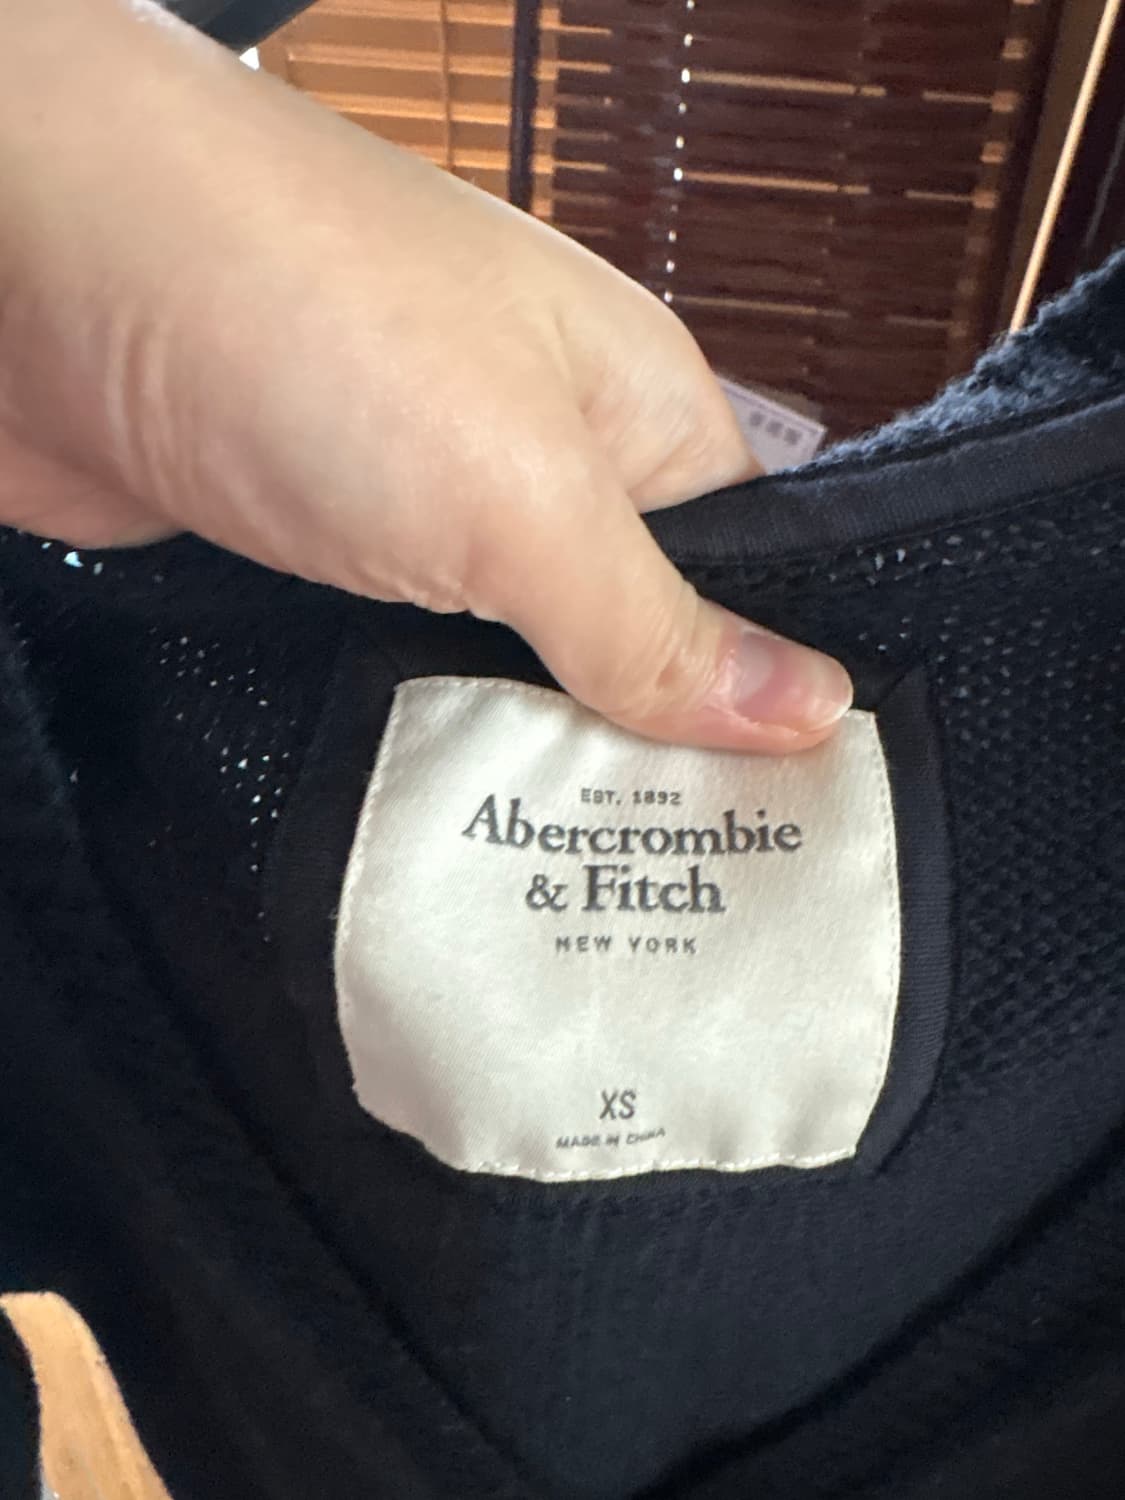 EST. 1892
Abercrombie
& Fitch
NEW YORK
XS
MADE IN CHINA